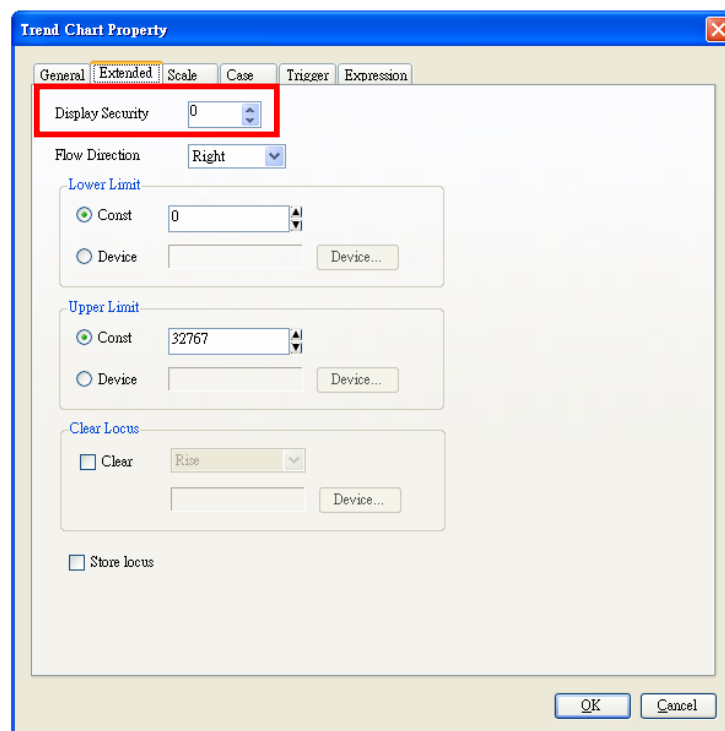 Trend Chart Property
General Extended Scale Case Trigger Expression
Display Security 0
Flow Direction Right
Lower Limit
Const 0
Device Device...
Upper Limit
Const 32767
Device Device...
Clear Locus
Clear Rise
Device...
Store locus
OK Cancel